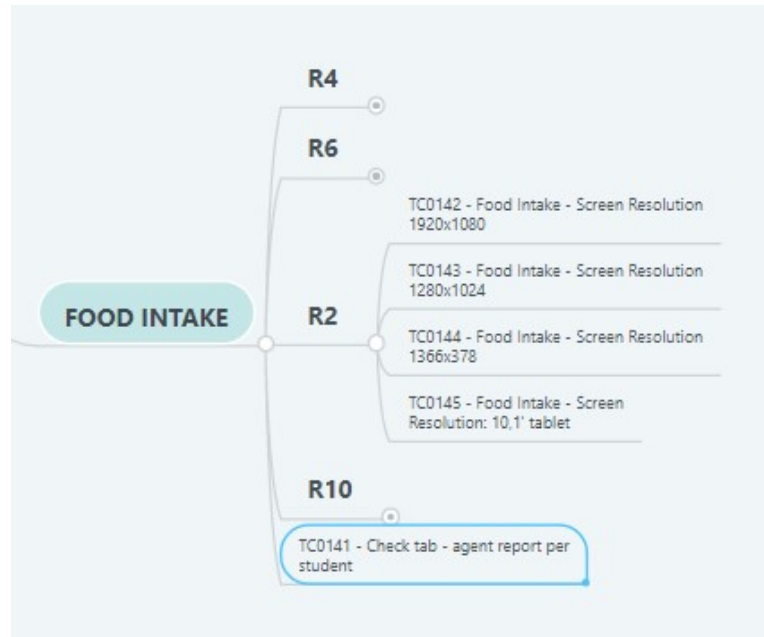 R4
R6
TC0142 - Food Intake - Screen Resolution
1920x1080
TC0143 - Food Intake - Screen Resolution
1280x1024
FOOD INTAKE
R2
TC0144 - Food Intake - Screen Resolution
1366x378
TC0145 - Food Intake - Screen
Resolution: 10,1' tablet
R10
TC0141 - Check tab - agent report per
student